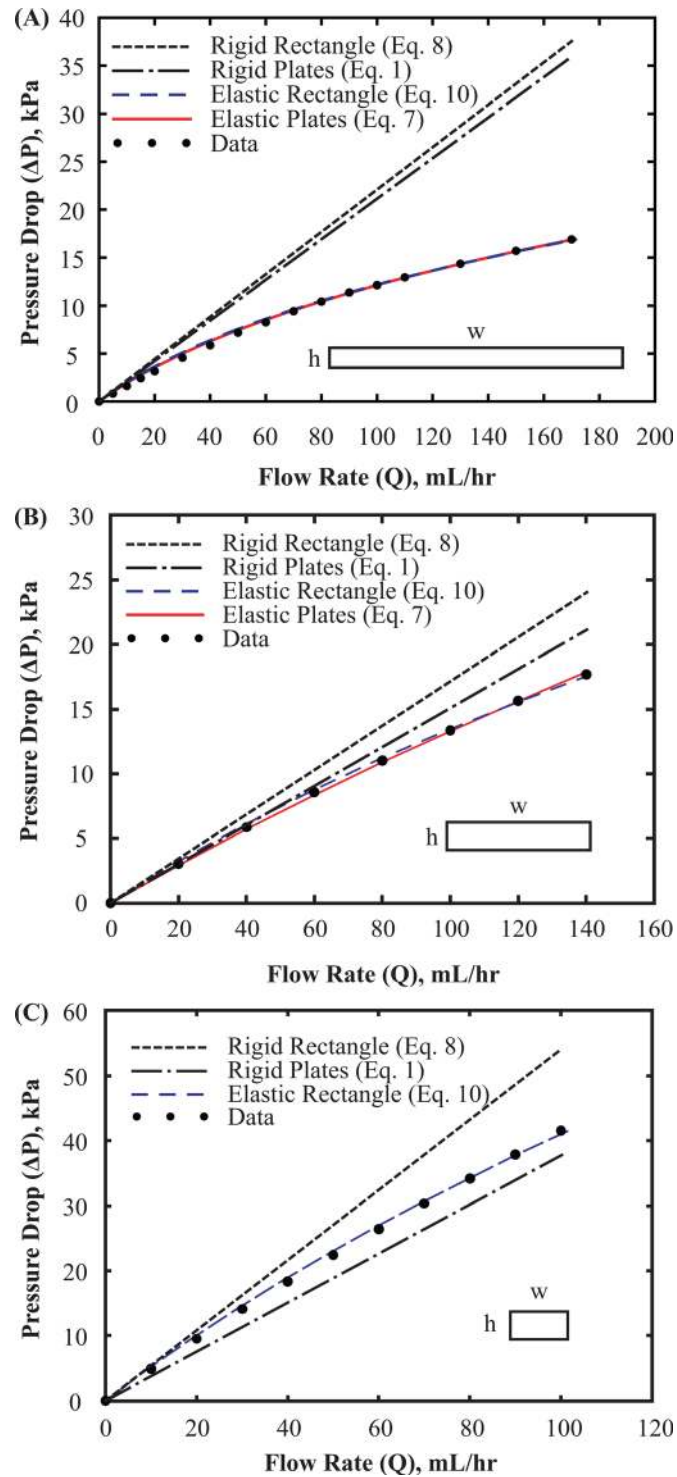 (A)
40
35
30
25
20
15
10
5
0
Pressure Drop (ΔP), kPa
Rigid Rectangle (Eq. 8)
Rigid Plates (Eq. 1)
Elastic Rectangle (Eq. 10)
Elastic Plates (Eq. 7)
Data
w
h
0 20 40 60 80 100 120 140 160 180 200
Flow Rate (Q), mL/hr
(B)
30
25
20
15
10
5
0
Pressure Drop (ΔP), kPa
Rigid Rectangle (Eq. 8)
Rigid Plates (Eq. 1)
Elastic Rectangle (Eq. 10)
Elastic Plates (Eq. 7)
Data
w
h
0 20 40 60 80 100 120 140 160
Flow Rate (Q), mL/hr
(C)
60
50
40
30
20
10
0
Pressure Drop (ΔP), kPa
Rigid Rectangle (Eq. 8)
Rigid Plates (Eq. 1)
Elastic Rectangle (Eq. 10)
Data
w
h
0 20 40 60 80 100 120
Flow Rate (Q), mL/hr